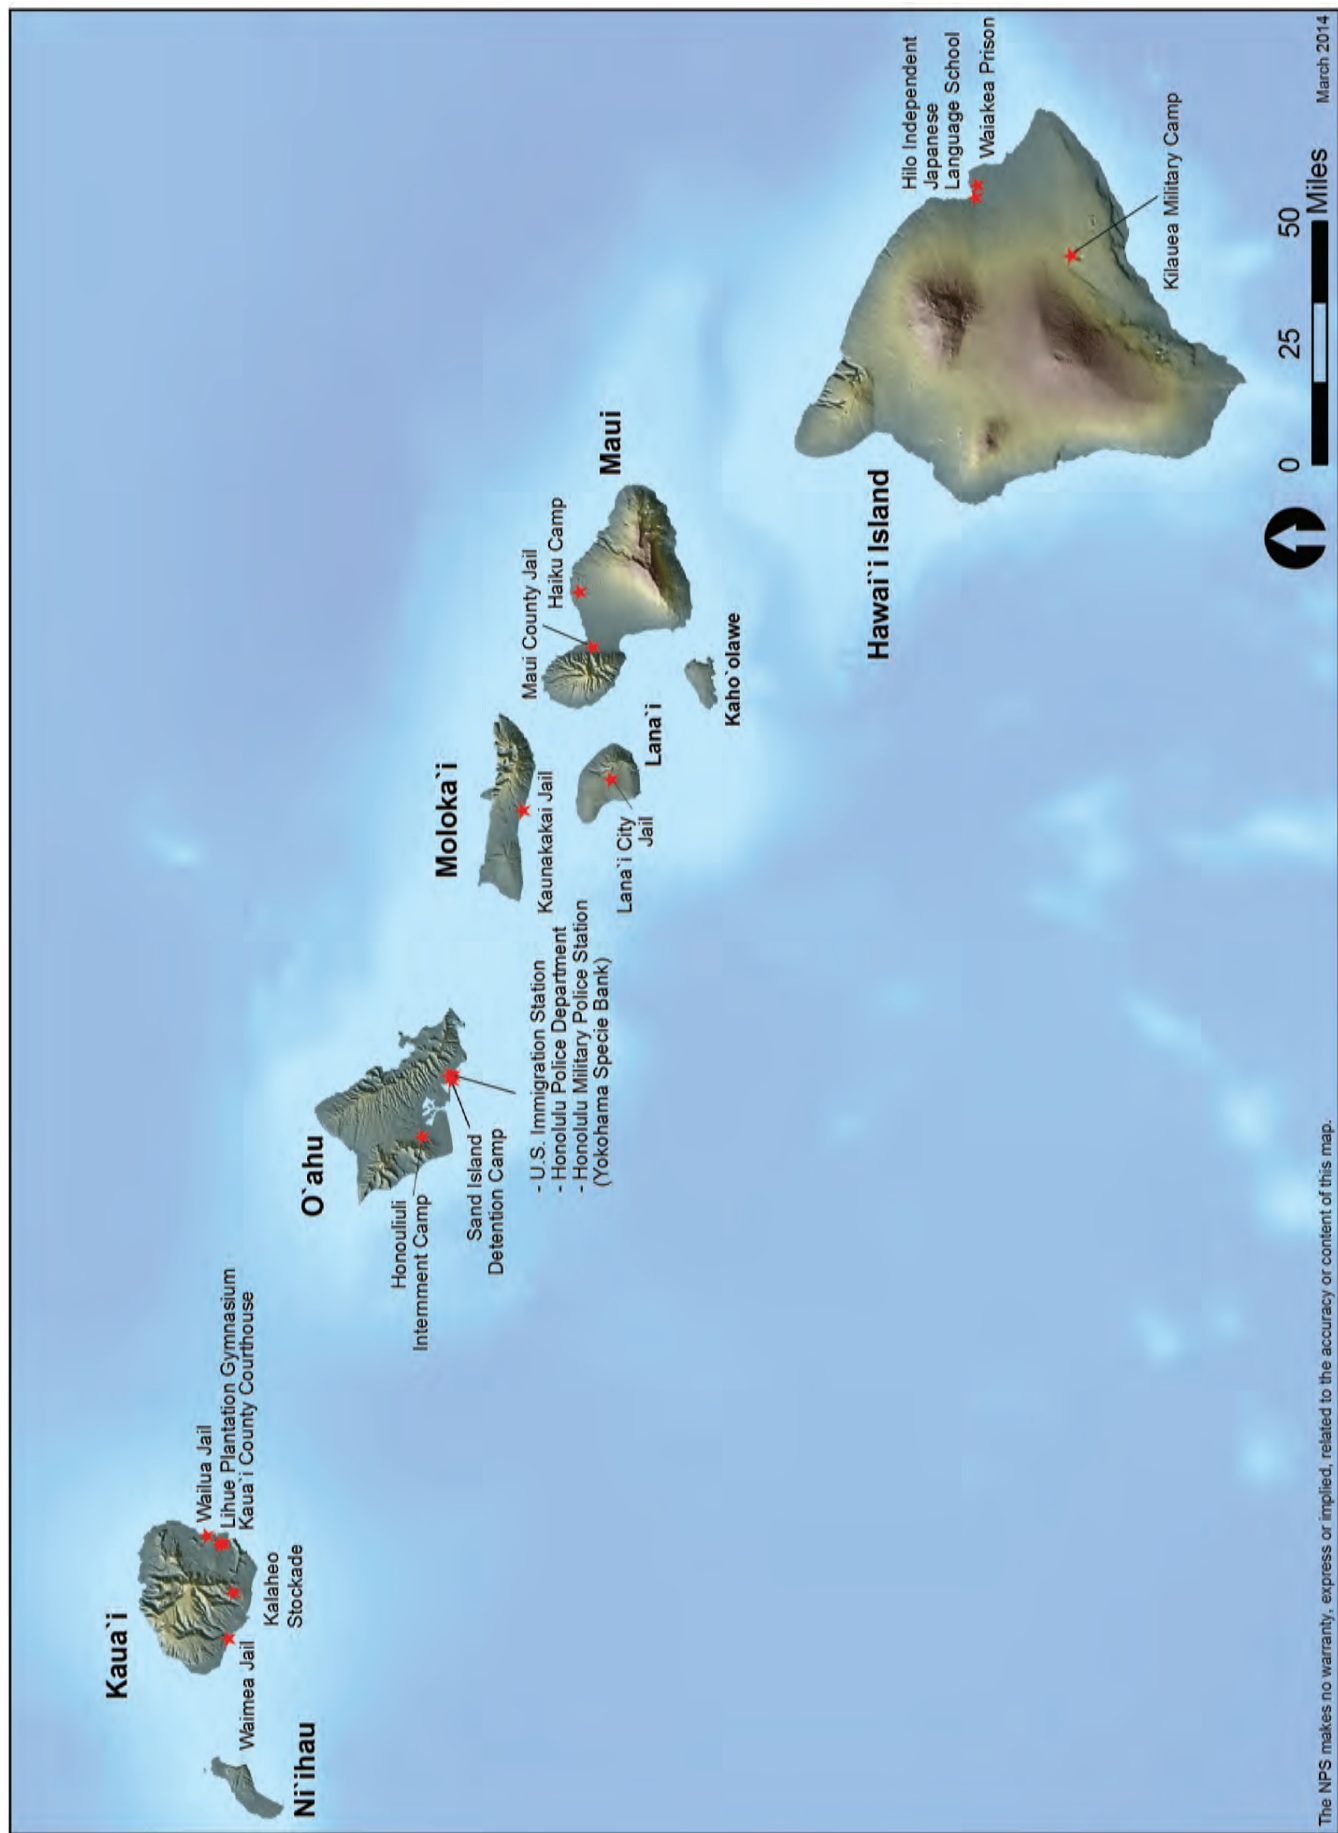 Kaua`i
Wailua Jail
Lihue Plantation Gymnasium
Kaua`i County Courthouse
Kalaheo
Stockade
Waimea Jail
Ni`ihau
O`ahu
Honouliuli
Internment Camp
Sand Island
Detention Camp
- U.S. Immigration Station
- Honolulu Police Department
- Honolulu Military Police Station
(Yokohama Specie Bank)
Moloka`i
Kaunakakai Jail
Lana`i City
Jail
Lana`i
Maui County Jail
Haiku Camp
Maui
Kaho`olawe
Hawai`i Island
Hilo Independent
Japanese
Language School
Waiakea Prison
Kilauea Military Camp
0 25 50
Miles
The NPS makes no warranty, express or implied, related to the accuracy or content of this map.
March 2014